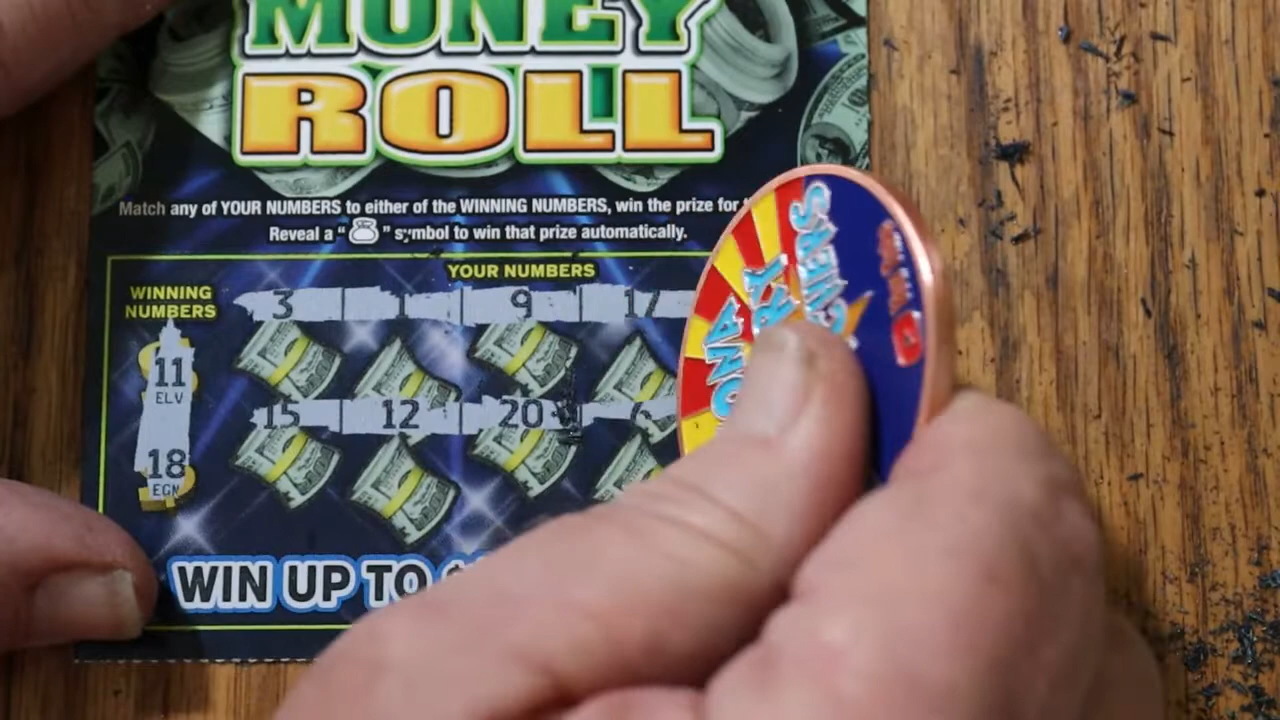 MONEY
ROLL
Match any of YOUR NUMBERS to either of the WINNING NUMBERS, win the prize for
Reveal a “ ” symbol to win that prize automatically.
YOUR NUMBERS
WINNING
NUMBERS
3 1 9 17
11
ELV
15 12 20 6
18
EGN
WIN UP TO